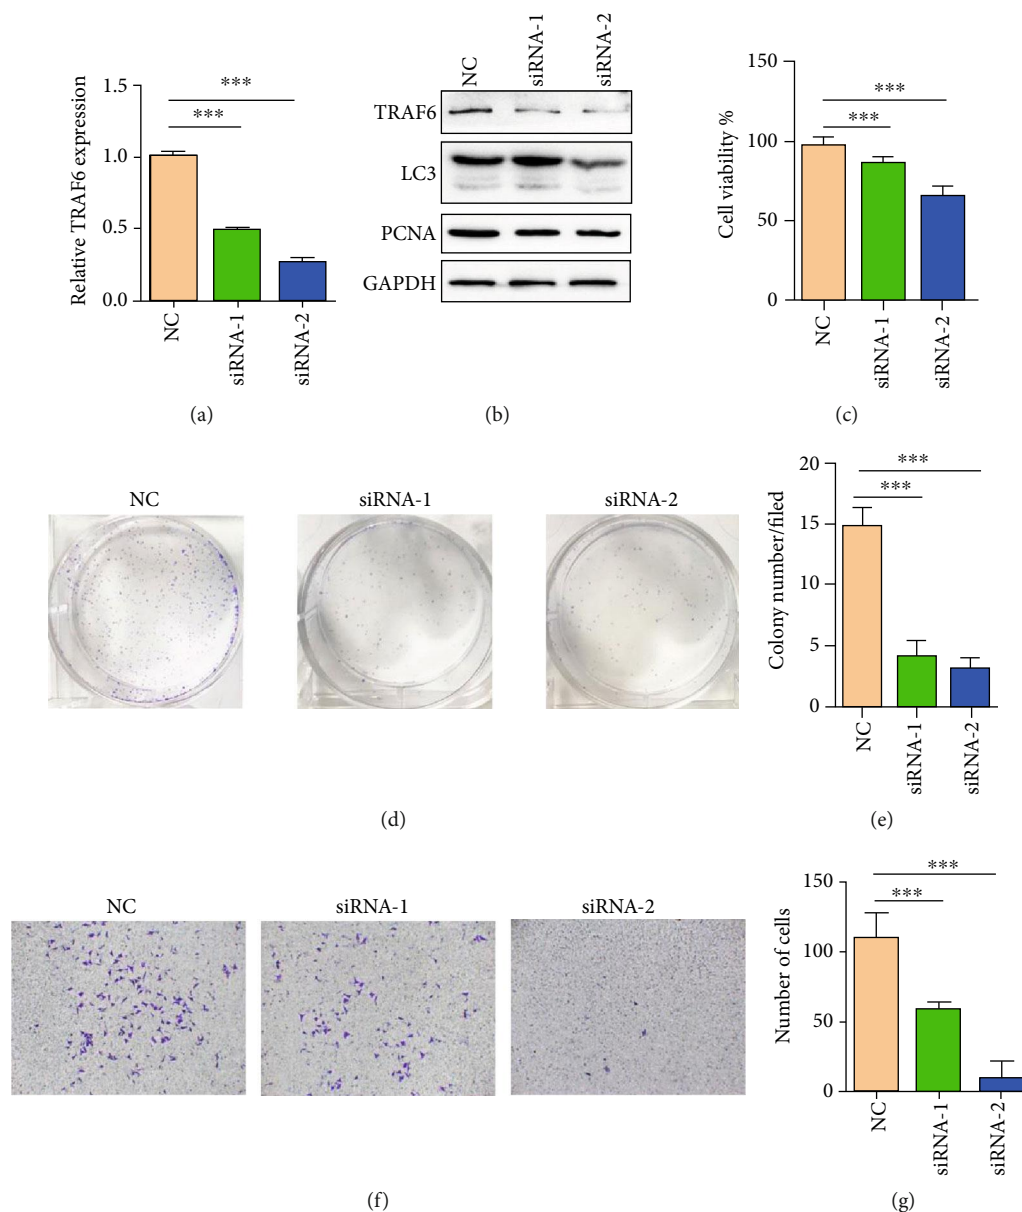 Relative TRAF6 expression
1.5
1.0
0.5
0.0
***
***
NC
siRNA-1
siRNA-2
(a)
NC
siRNA-1
siRNA-2
TRAF6
LC3
PCNA
GAPDH
(b)
Cell viability %
150
100
50
0
***
***
NC
siRNA-1
siRNA-2
(c)
NC
siRNA-1
siRNA-2
(d)
Colony number/filed
20
15
10
5
0
***
***
NC
siRNA-1
siRNA-2
(e)
NC
siRNA-1
siRNA-2
(f)
Number of cells
150
100
50
0
***
***
NC
siRNA-1
siRNA-2
(g)